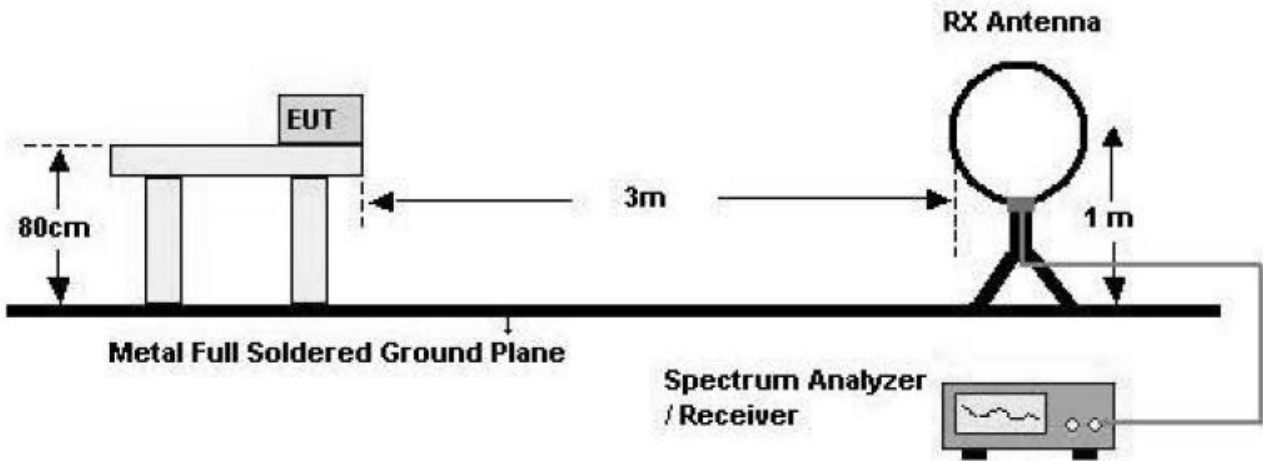 RX Antenna
EUT
80cm
3m
1 m
Metal Full Soldered Ground Plane
Spectrum Analyzer
/ Receiver